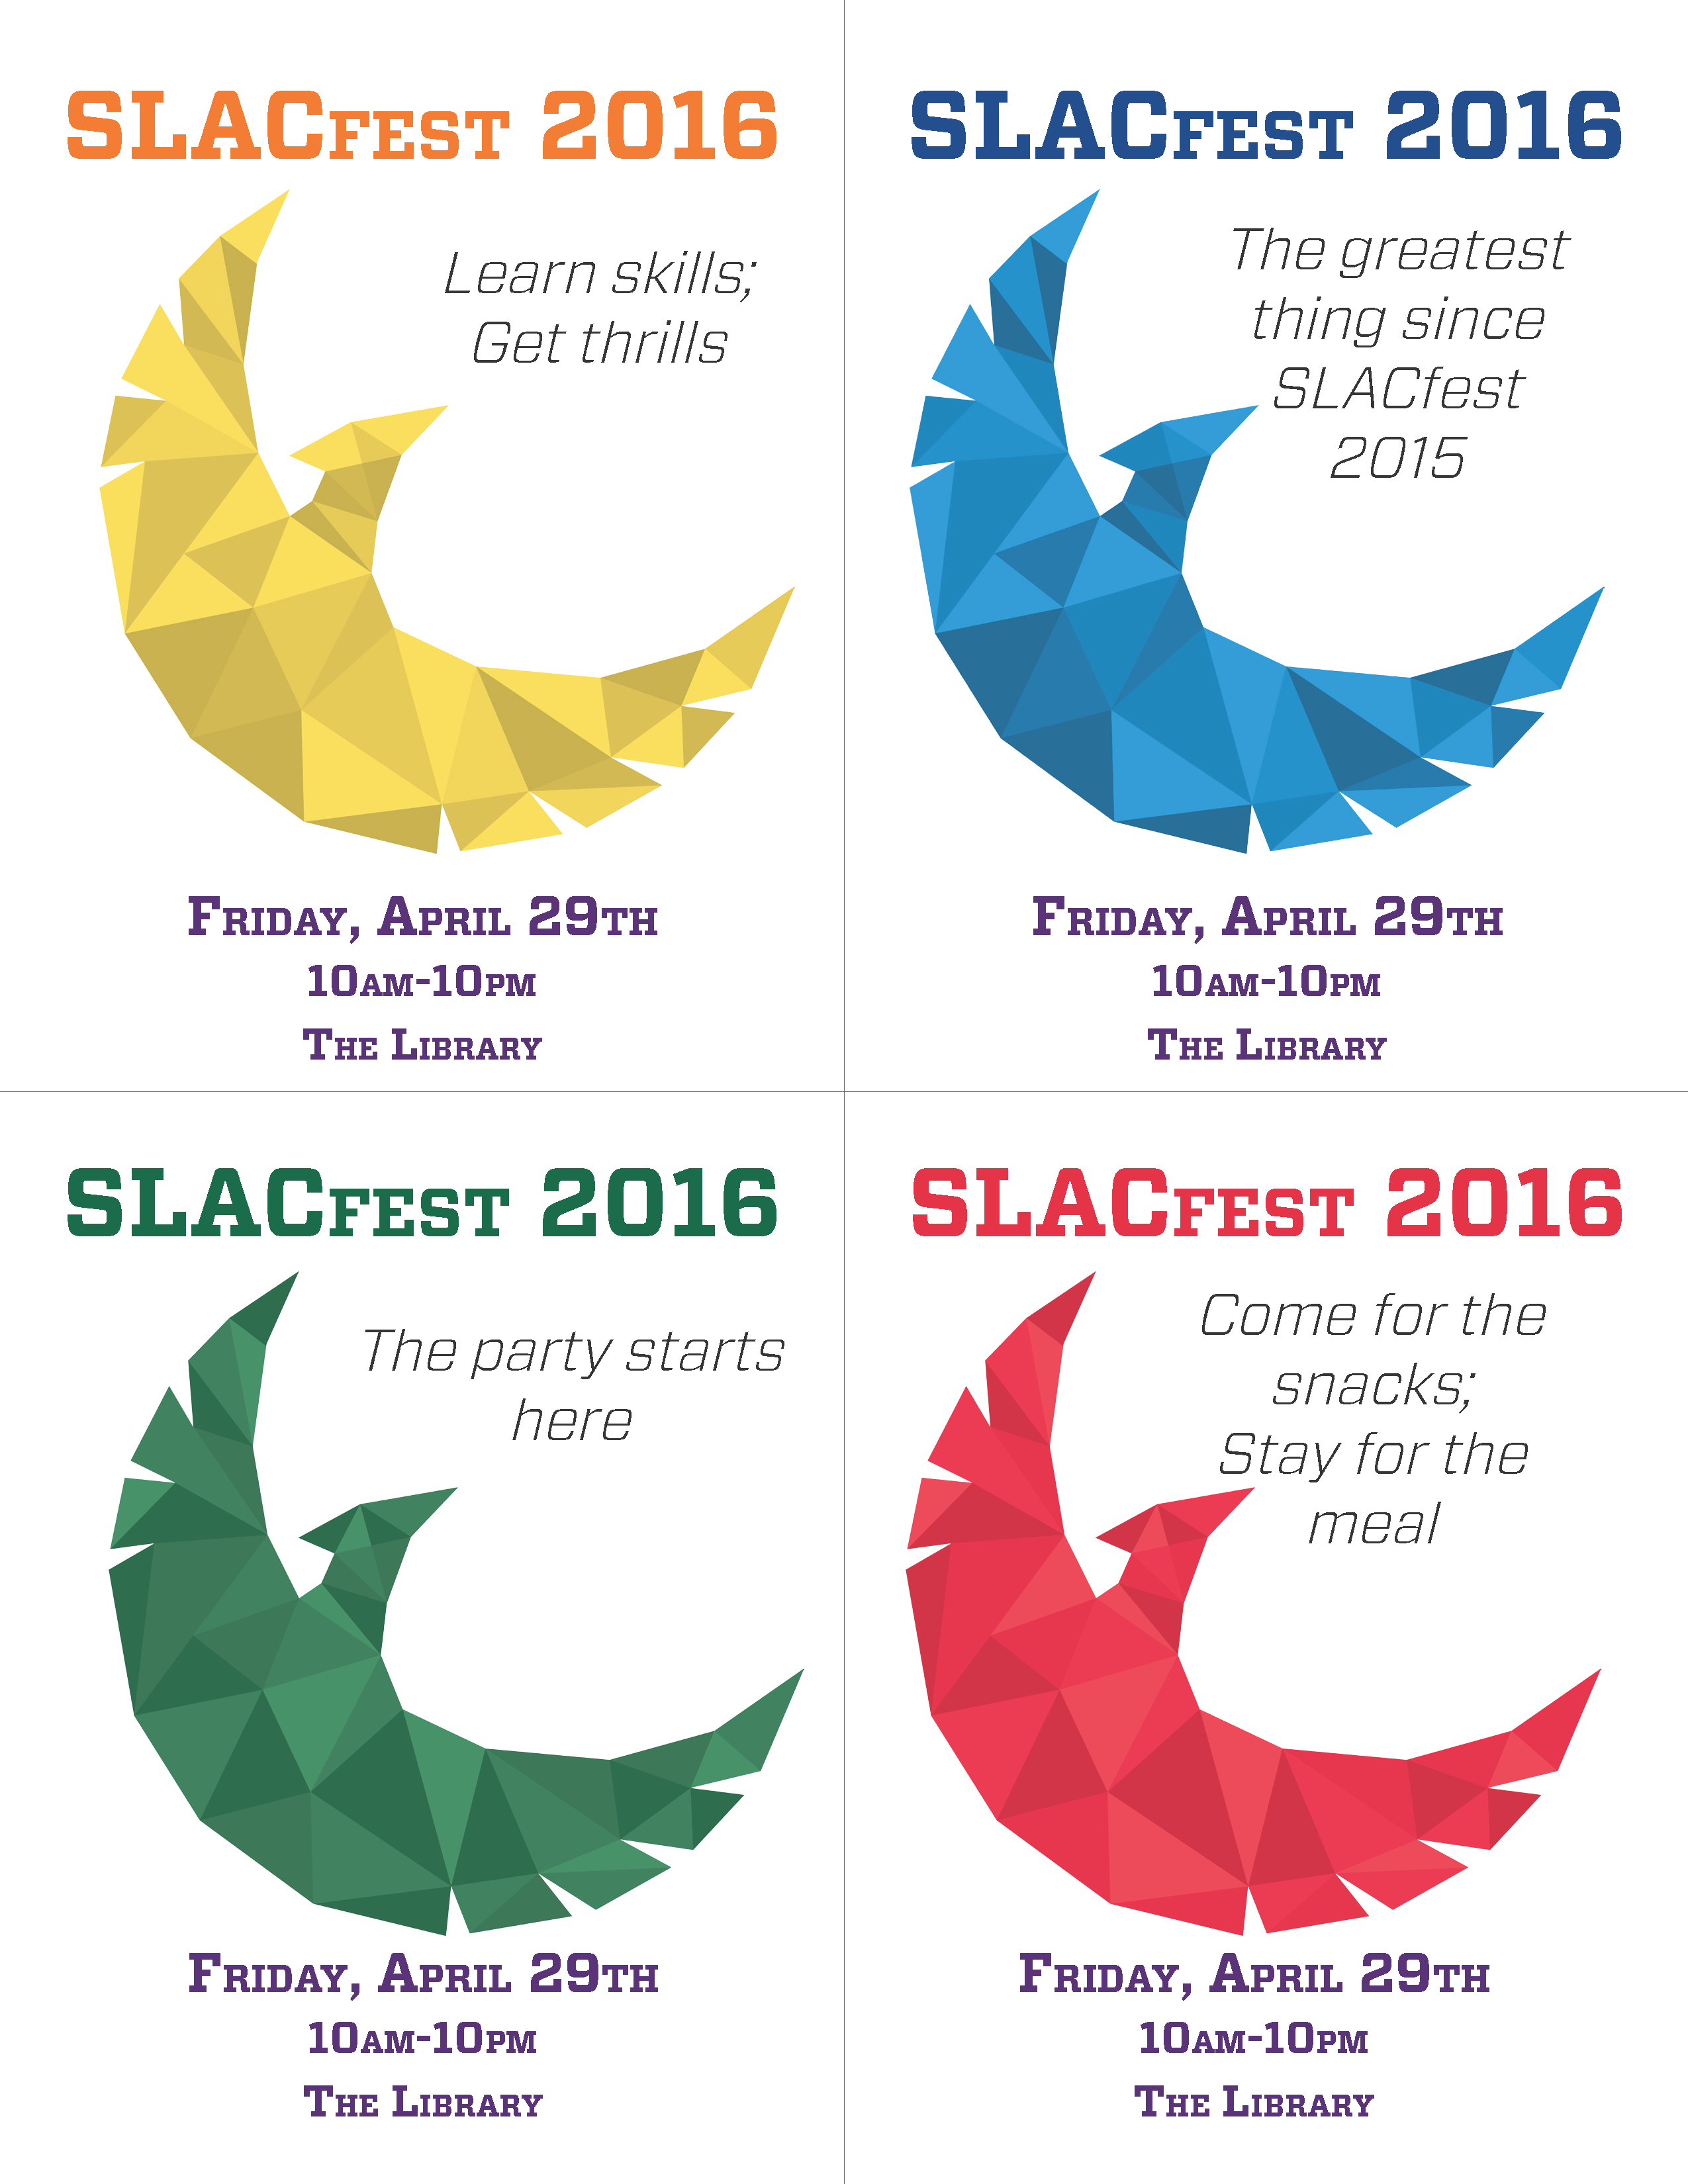 SLACfest 2016
Learn skills;
Get thrills
Friday, April 29th
10am-10pm
The Library
SLACfest 2016
The greatest
thing since
SLACfest
2015
Friday, April 29th
10am-10pm
The Library
SLACfest 2016
The party starts
here
Friday, April 29th
10am-10pm
The Library
SLACfest 2016
Come for the
snacks;
Stay for the
meal
Friday, April 29th
10am-10pm
The Library